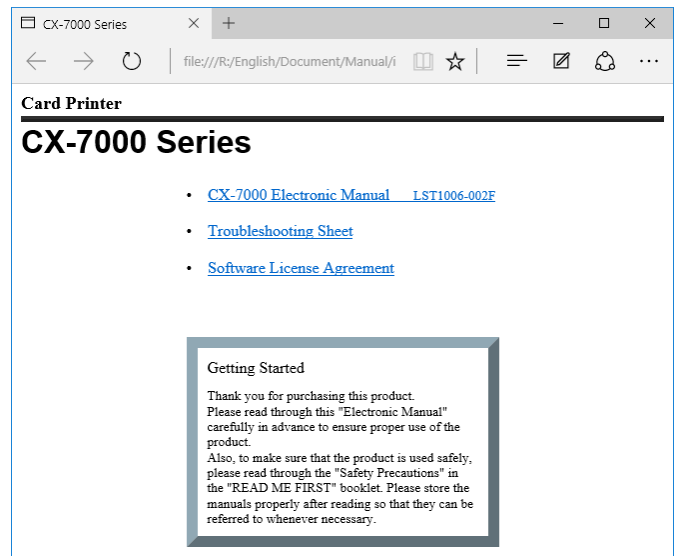 CX-7000 Series
file:///R:/English/Document/Manual/i
Card Printer
CX-7000 Series
• CX-7000 Electronic Manual LST1006-002F
• Troubleshooting Sheet
• Software License Agreement
Getting Started
Thank you for purchasing this product.
Please read through this "Electronic Manual"
carefully in advance to ensure proper use of the
product.
Also, to make sure that the product is used safely,
please read through the "Safety Precautions" in
the "READ ME FIRST" booklet. Please store the
manuals properly after reading so that they can be
referred to whenever necessary.